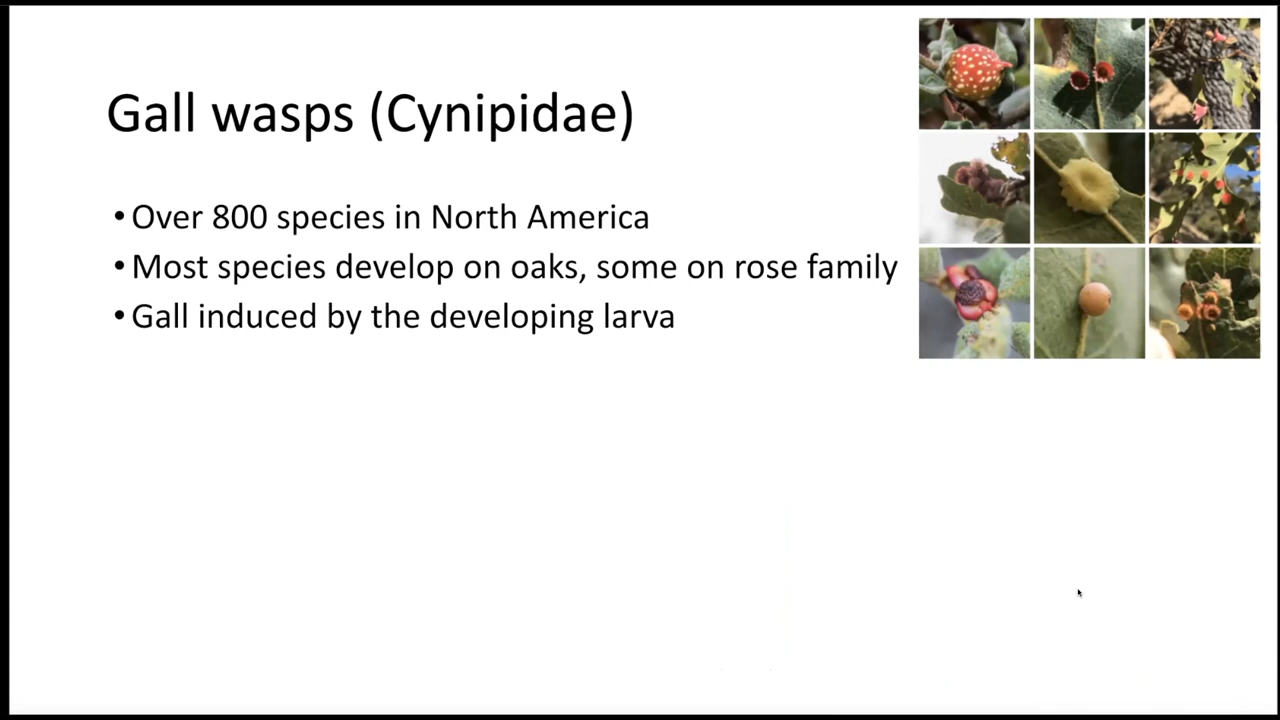 Gall wasps (Cynipidae)
•Over 800 species in North America
•Most species develop on oaks, some on rose family
•Gall induced by the developing larva